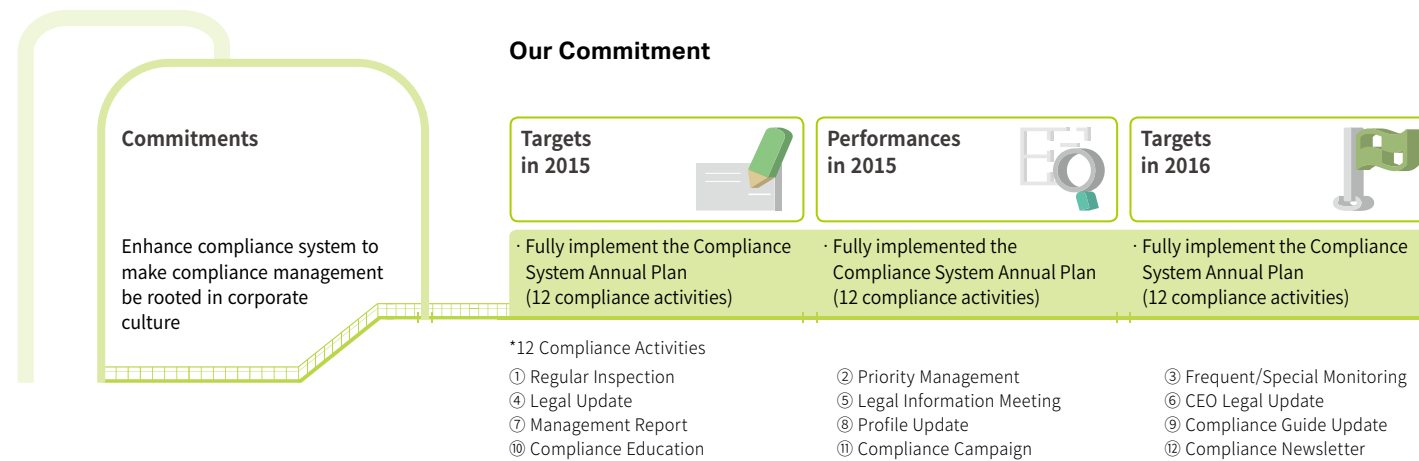 Our Commitment
Commitments
Enhance compliance system to
make compliance management
be rooted in corporate
culture
Targets
in 2015
· Fully implement the Compliance
System Annual Plan
(12 compliance activities)
Performances
in 2015
· Fully implemented the
Compliance System Annual Plan
(12 compliance activities)
Targets
in 2016
· Fully implement the Compliance
System Annual Plan
(12 compliance activities)
*12 Compliance Activities
① Regular Inspection
② Priority Management
③ Frequent/Special Monitoring
④ Legal Update
⑤ Legal Information Meeting
⑥ CEO Legal Update
⑦ Management Report
⑧ Profile Update
⑨ Compliance Guide Update
⑩ Compliance Education
⑪ Compliance Campaign
⑫ Compliance Newsletter